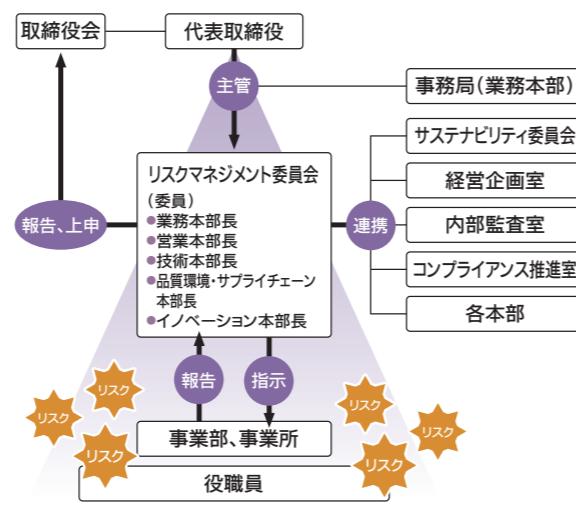 取締役会
代表取締役
主管
事務局（業務本部）
サステナビリティ委員会
経営企画室
内部監査室
コンプライアンス推進室
各本部
連携
報告、上申
リスクマネジメント委員会
（委員）
●業務本部長
●営業本部長
●技術本部長
●品質環境・サプライチェーン
本部長
●イノベーション本部長
報告
指示
事業部、事業所
役職員
リスク
リスク
リスク
リスク
リスク
リスク